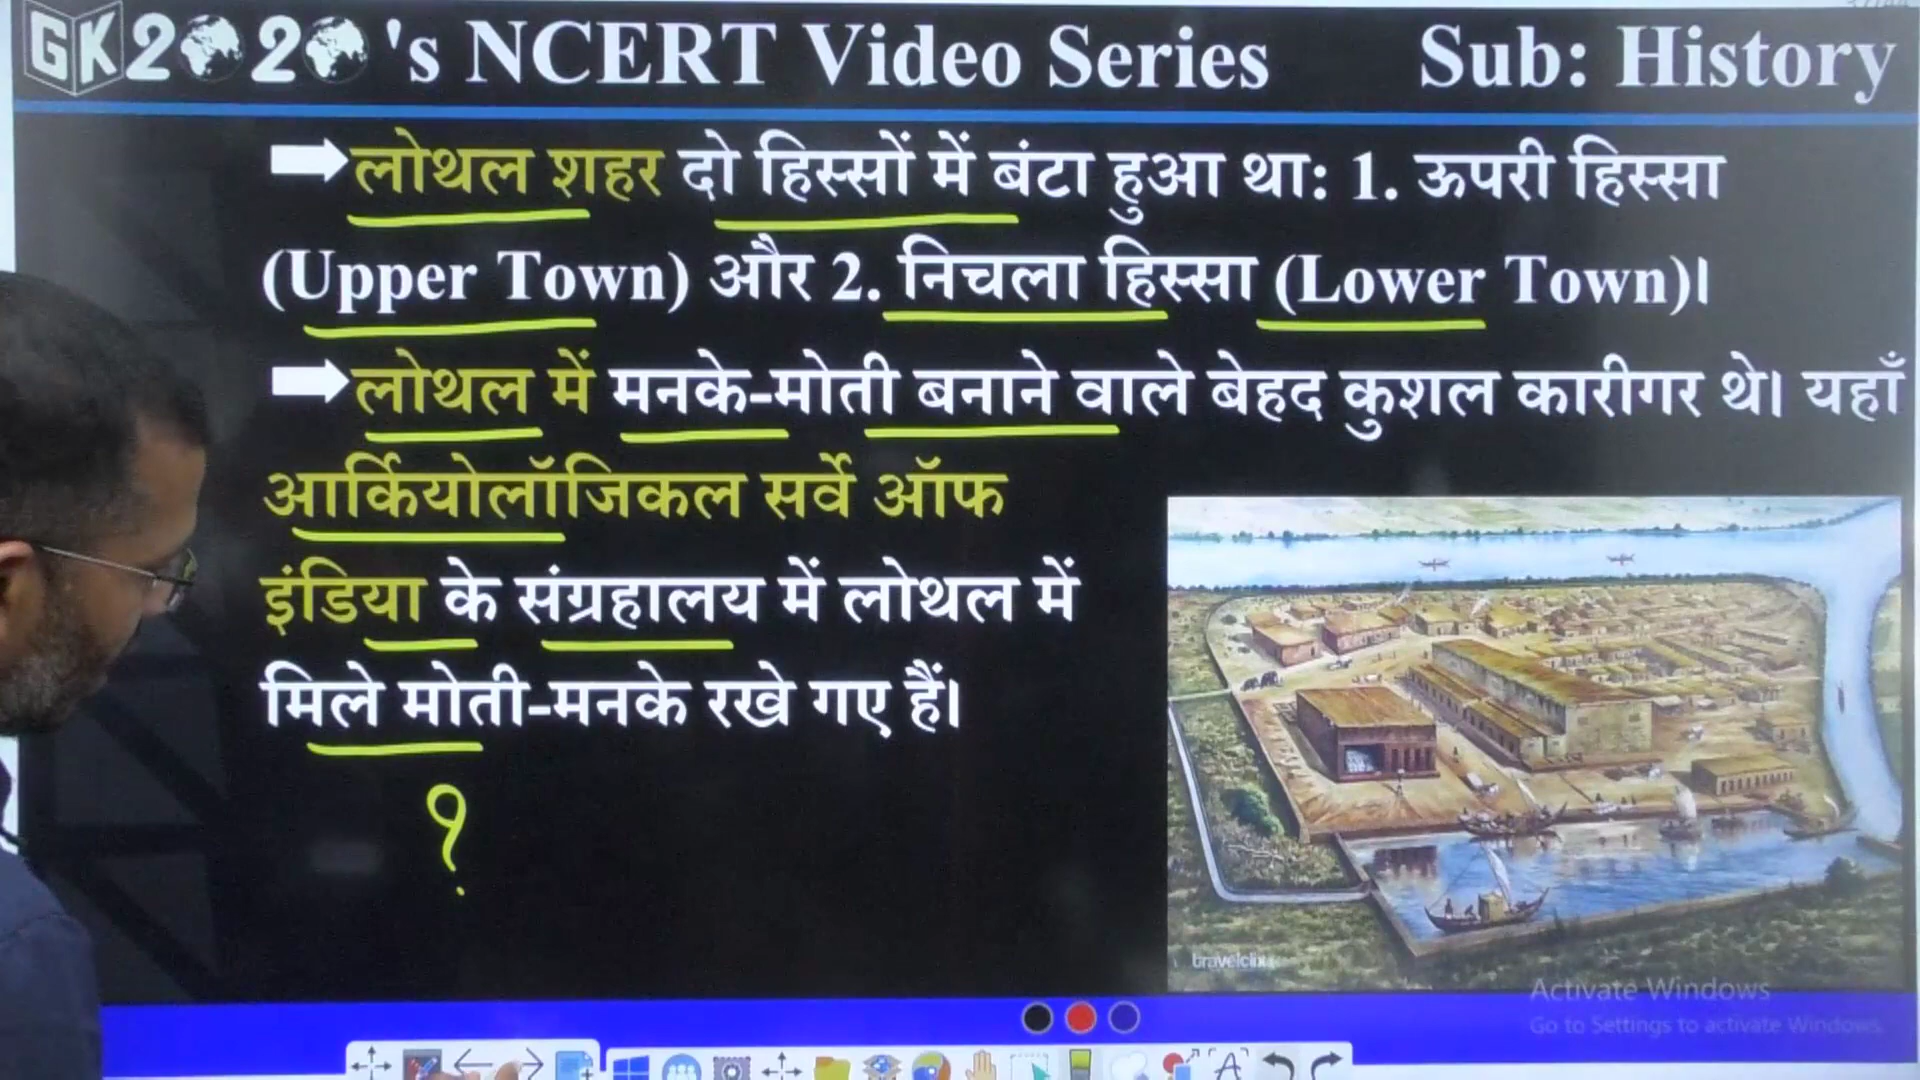 GK2020's NCERT Video Series Sub: History
लोथल शहर दो हिस्सों में बंटा हुआ था: 1. ऊपरी हिस्सा
(Upper Town) और 2. निचला हिस्सा (Lower Town)।
लोथल में मनके-मोती बनाने वाले बेहद कुशल कारीगर थे। यहाँ
आर्कियोलॉजिकल सर्वे ऑफ
इंडिया के संग्रहालय में लोथल में
मिले मोती-मनके रखे गए हैं।
?
travelclix
Activate Windows
Go to Settings to activate Windows.